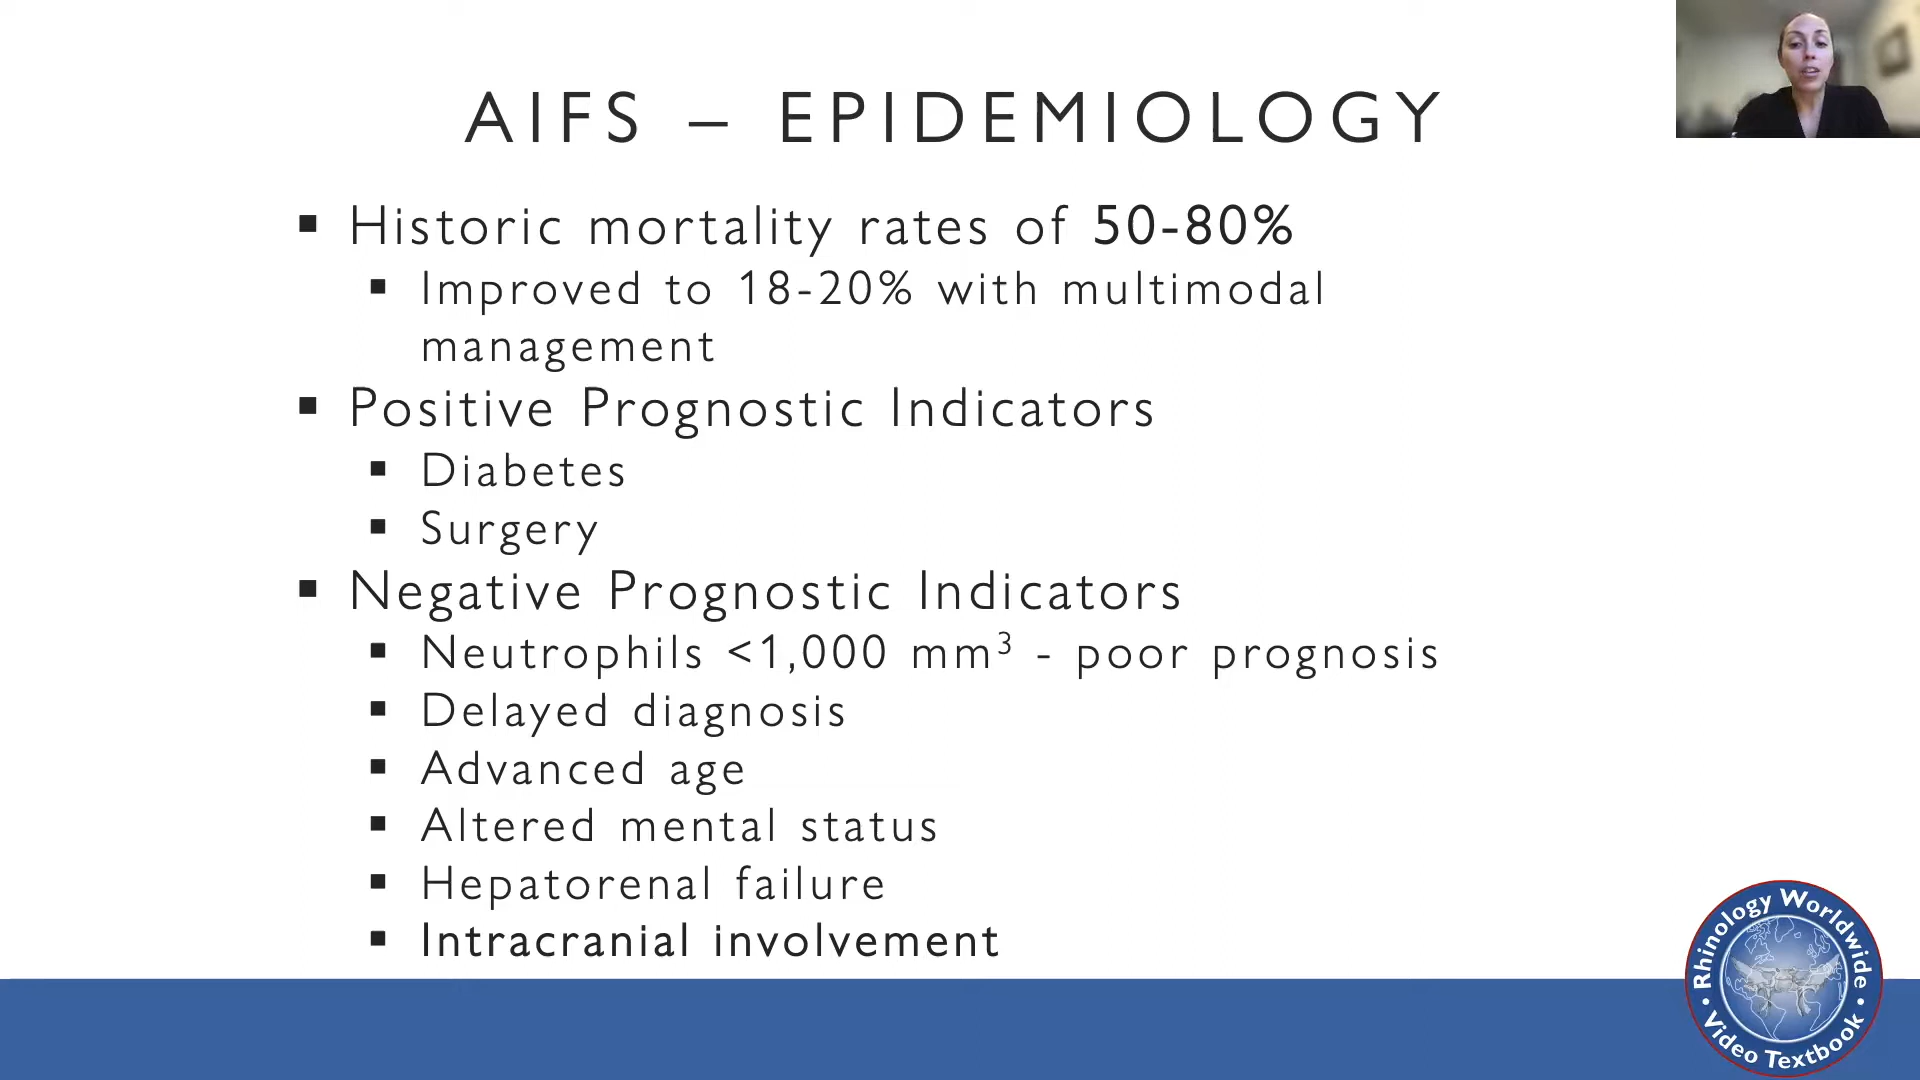 AIFS – EPIDEMIOLOGY
▪ Historic mortality rates of 50-80%
▪ Improved to 18-20% with multimodal
management
▪ Positive Prognostic Indicators
▪ Diabetes
▪ Surgery
▪ Negative Prognostic Indicators
▪ Neutrophils <1,000 mm³ - poor prognosis
▪ Delayed diagnosis
▪ Advanced age
▪ Altered mental status
▪ Hepatorenal failure
▪ Intracranial involvement
Rhinology Worldwide
• Video Textbook •